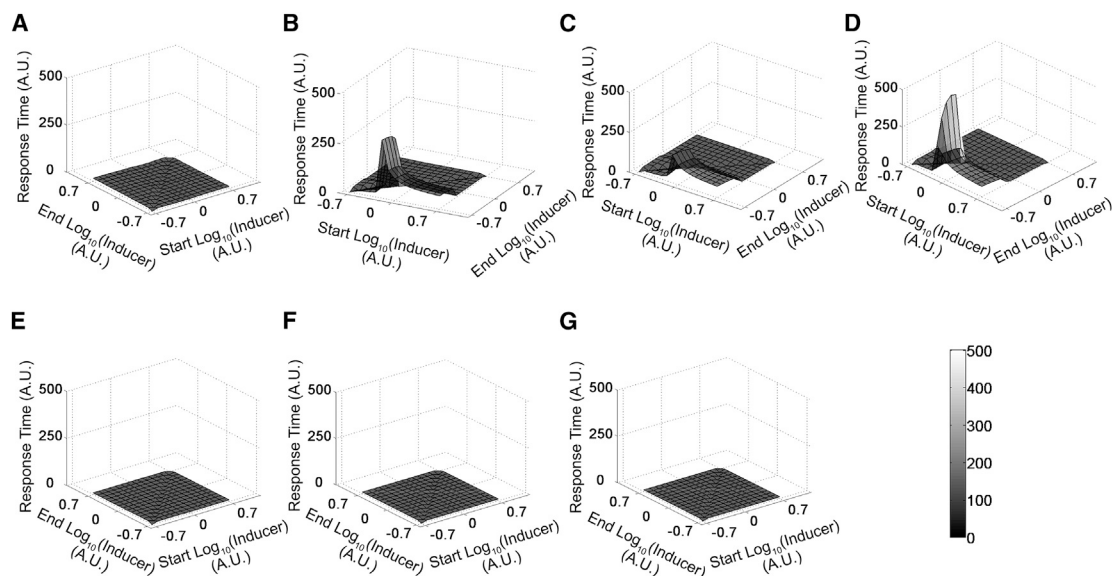 A
500
250
0
Response Time (A.U.)
0.7
0
-0.7
End Log10(Inducer)
(A.U.)
-0.7
0
0.7
Start Log10(Inducer)
(A.U.)
B
500
250
0
Response Time (A.U.)
-0.7
0
0.7
Start Log10(Inducer)
(A.U.)
-0.7
0
0.7
End Log10(Inducer)
(A.U.)
C
500
250
0
Response Time (A.U.)
-0.7
0
0.7
Start Log10(Inducer)
(A.U.)
-0.7
0
0.7
End Log10(Inducer)
(A.U.)
D
500
250
0
Response Time (A.U.)
-0.7
0
0.7
Start Log10(Inducer)
(A.U.)
-0.7
0
0.7
End Log10(Inducer)
(A.U.)
E
500
250
0
Response Time (A.U.)
0.7
0
-0.7
End Log10(Inducer)
(A.U.)
-0.7
0
0.7
Start Log10(Inducer)
(A.U.)
F
500
250
0
Response Time (A.U.)
0.7
0
-0.7
End Log10(Inducer)
(A.U.)
-0.7
0
0.7
Start Log10(Inducer)
(A.U.)
G
500
250
0
Response Time (A.U.)
0.7
0
-0.7
End Log10(Inducer)
(A.U.)
-0.7
0
0.7
Start Log10(Inducer)
(A.U.)
500
400
300
200
100
0